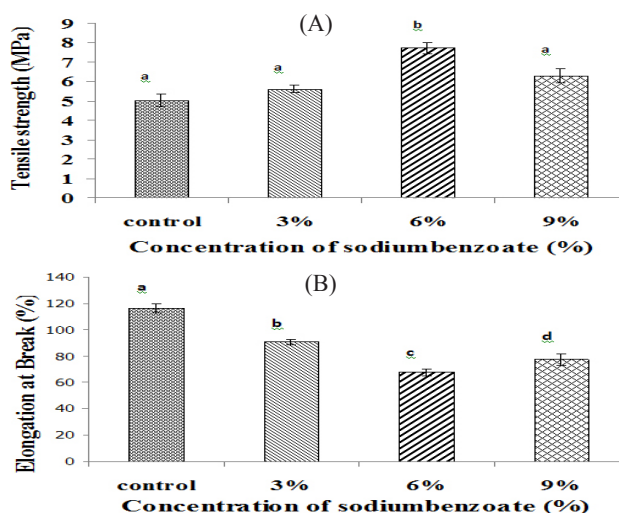 (A)
Tensile strength (MPa)
9
8
7
6
5
4
3
2
1
0
a
a
b
a
control 3% 6% 9%
Concentration of sodiumbenzoate (%)
(B)
Elongation at Break (%)
140
120
100
80
60
40
20
0
a
b
c
d
control 3% 6% 9%
Concentration of sodiumbenzoate (%)